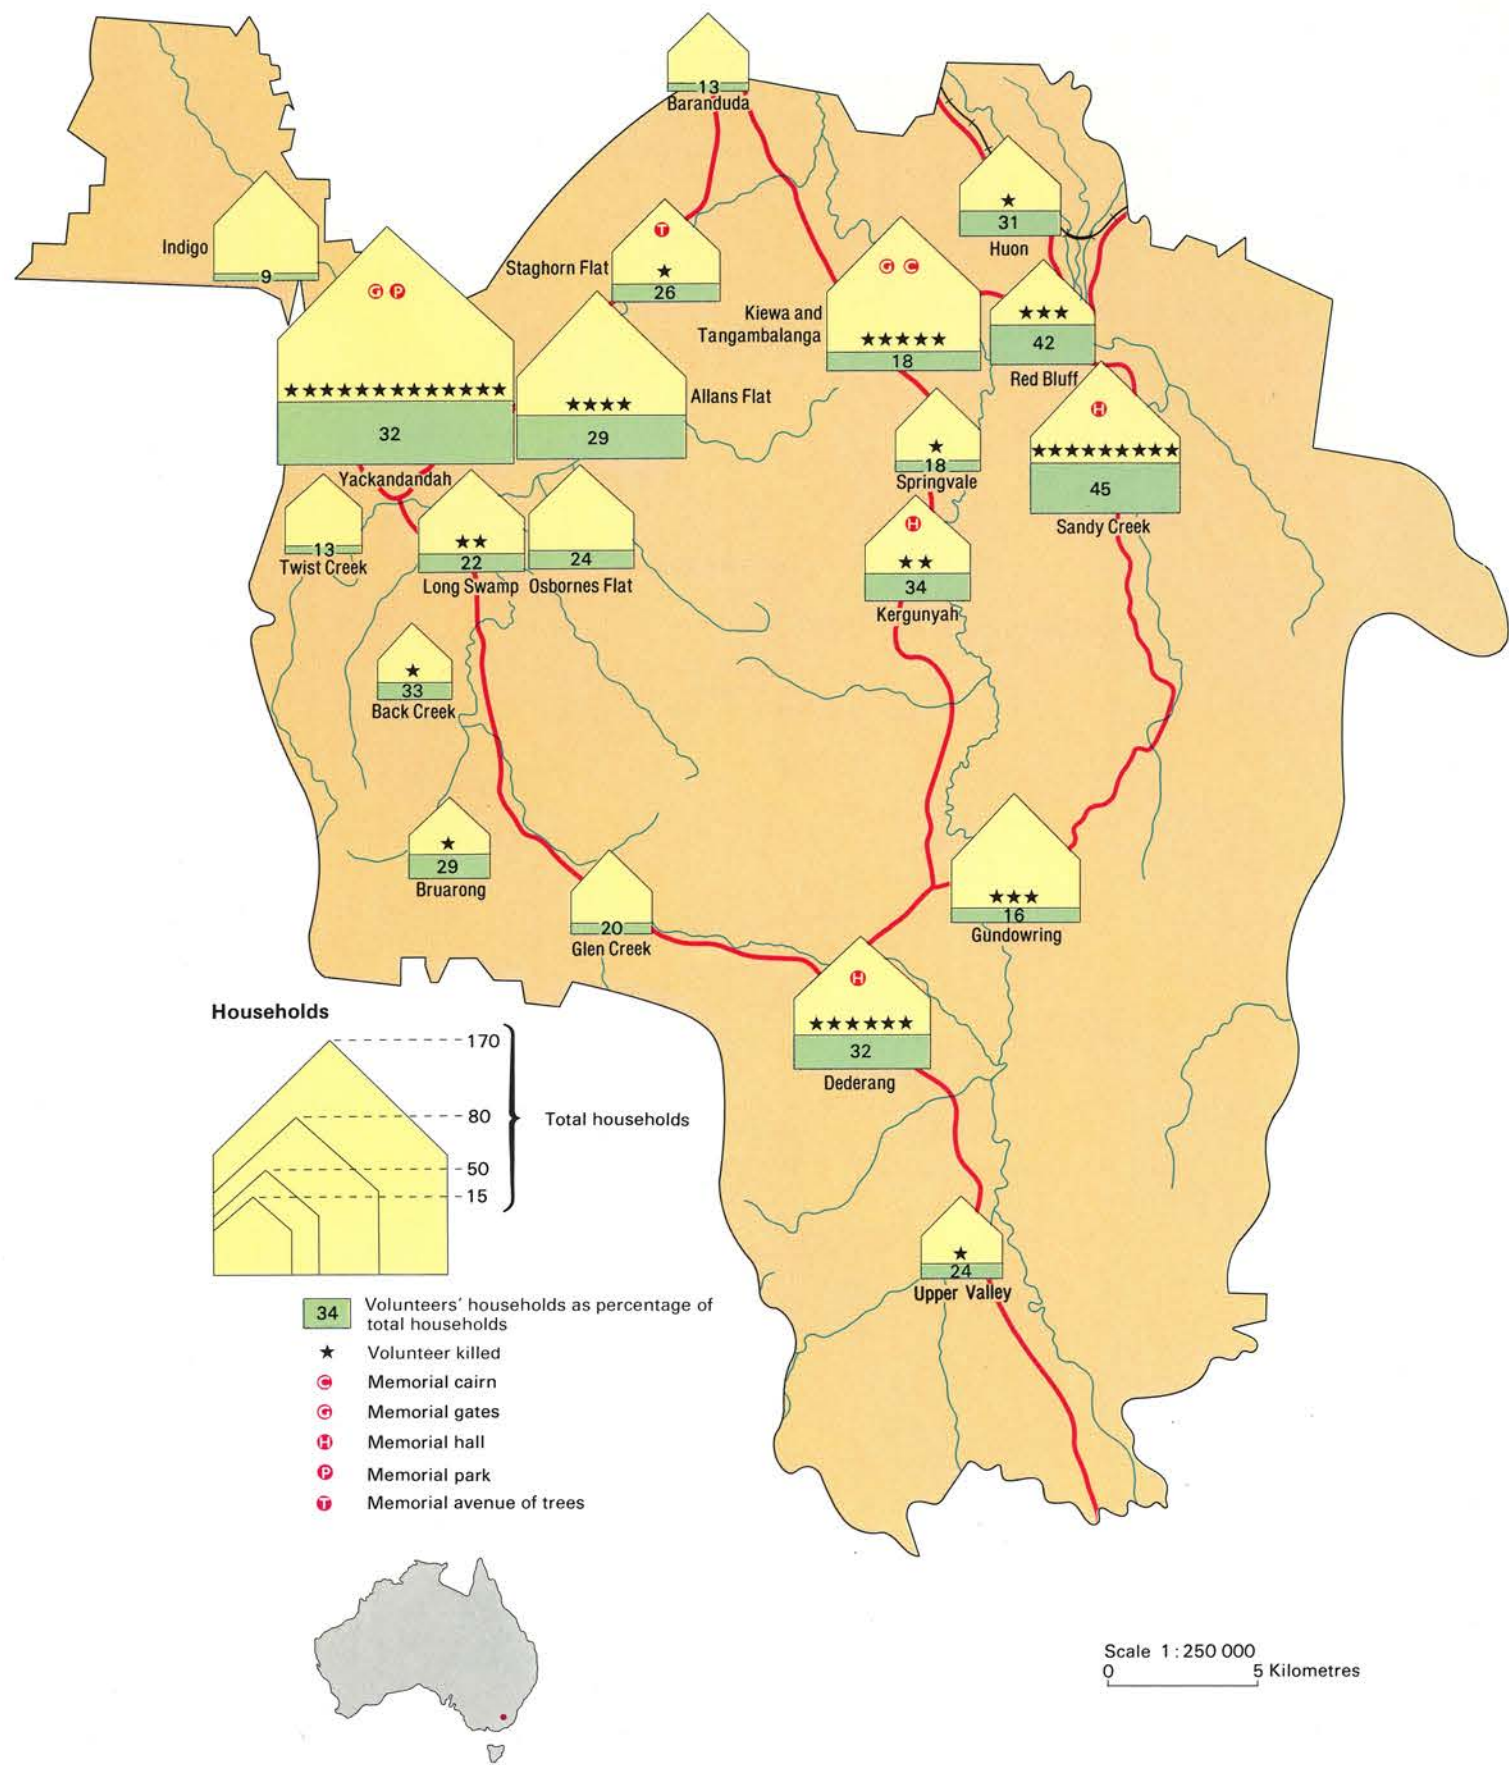 13
Baranduda
31
Huon
Indigo
9
T
Staghorn Flat
26
G P
32
Yackandandah
29
Allans Flat
G C
Kiewa and
Tangambalanga
18
42
Red Bluff
H
45
Sandy Creek
18
Springvale
13
Twist Creek
22
Long Swamp
24
Osbornes Flat
H
34
Kergunyah
33
Back Creek
29
Bruarong
20
Glen Creek
16
Gundowring
H
32
Dederang
24
Upper Valley
Households
170
80
50
15
Total households
34 Volunteers' households as percentage of
total households
Volunteer killed
C Memorial cairn
G Memorial gates
H Memorial hall
P Memorial park
T Memorial avenue of trees
Scale 1 : 250 000
0 5 Kilometres